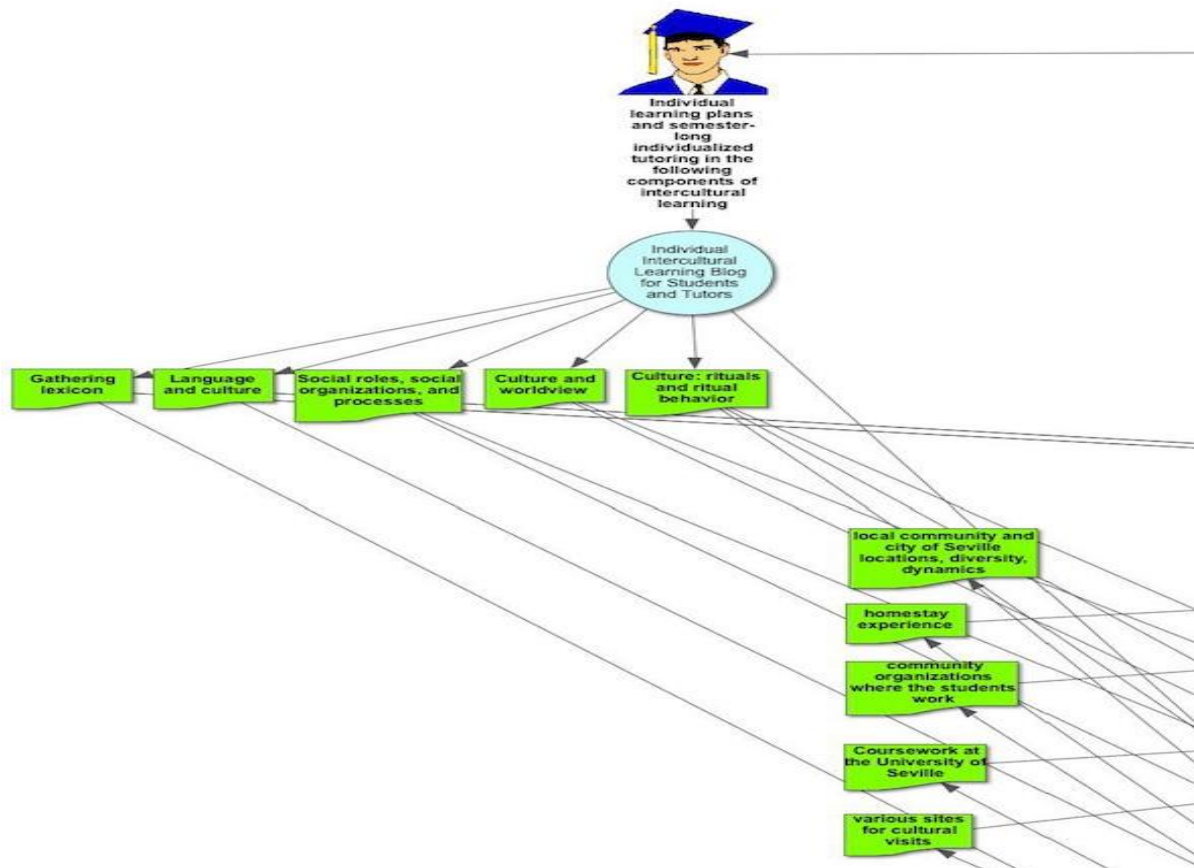 Individual
learning plans
and semester-
long
individualized
tutoring in the
following
components of
intercultural
learning
Individual
Intercultural
Learning Blog
for Students
and Tutors
Gathering
lexicon
Language
and culture
Social roles, social
organizations, and
processes
Culture and
worldview
Culture: rituals
and ritual
behavior
local community and
city of Seville
locations, diversity,
dynamics
homestay
experience
community
organizations
where the students
work
Coursework at
the University of
Seville
various sites
for cultural
visits